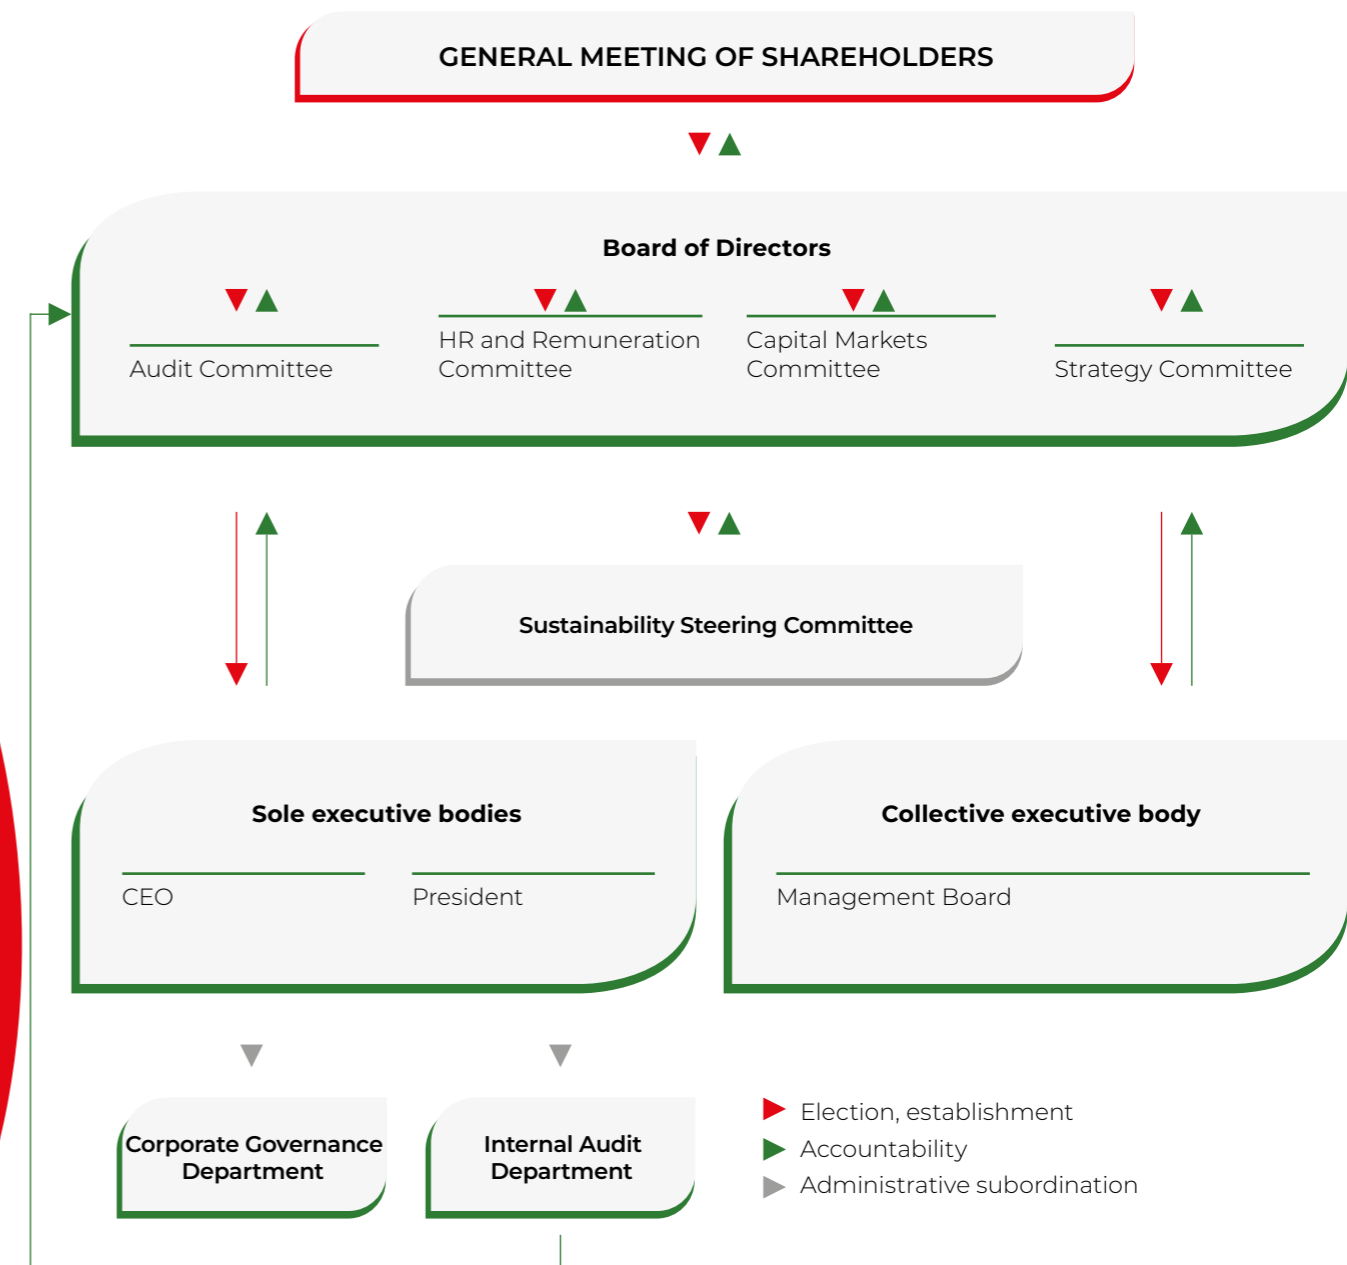 GENERAL MEETING OF SHAREHOLDERS
Board of Directors
Audit Committee
HR and Remuneration
Committee
Capital Markets
Committee
Strategy Committee
Sustainability Steering Committee
Sole executive bodies
CEO
President
Collective executive body
Management Board
Corporate Governance
Department
Internal Audit
Department
Election, establishment
Accountability
Administrative subordination